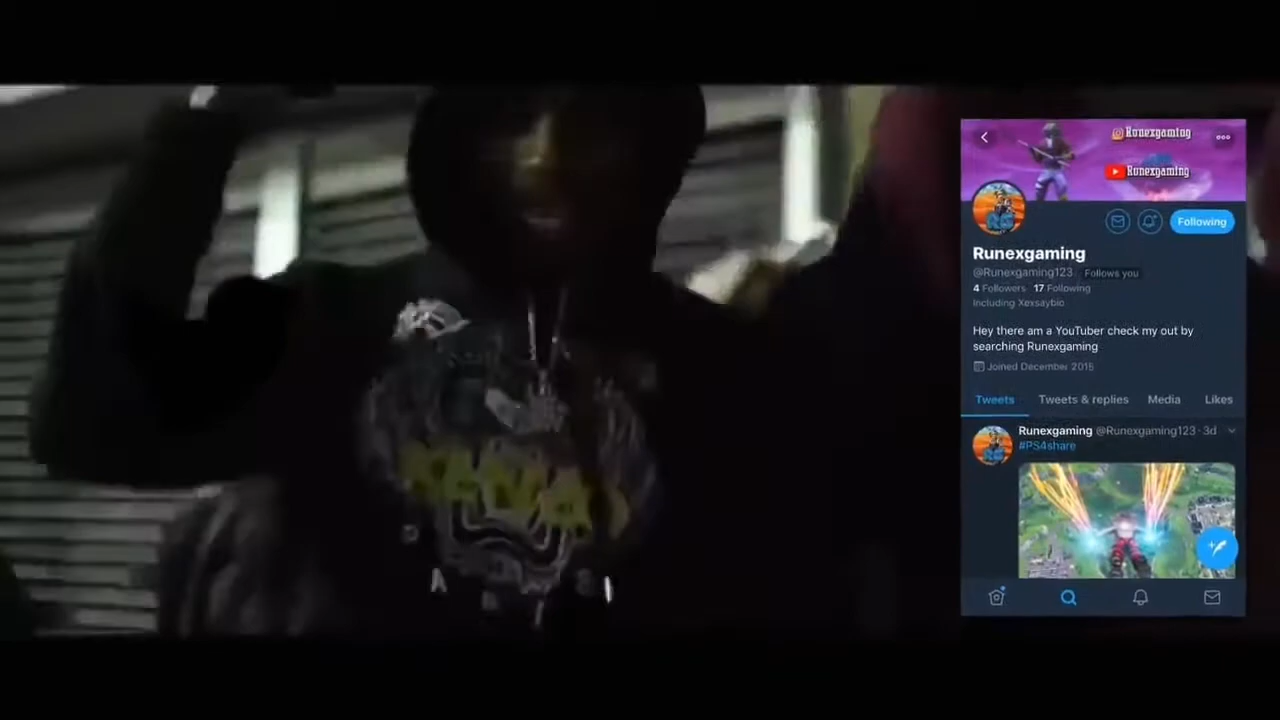 Runexgaming
Runexgaming
RG
Following
Runexgaming
@Runexgaming123 Follows you
4 Followers 17 Following
Including Xexsaybio
Hey there am a YouTuber check my out by
searching Runexgaming
Joined December 2015
Tweets Tweets & replies Media Likes
Runexgaming @Runexgaming123 · 3d
#PS4share